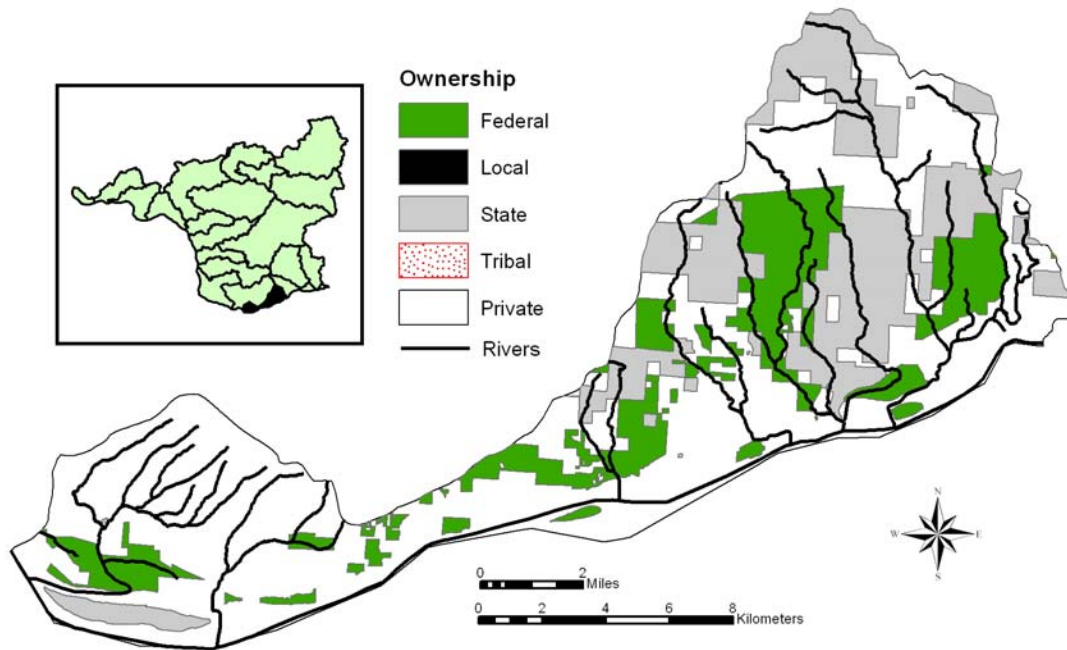 Ownership
Federal
Local
State
Tribal
Private
Rivers
N
W E
S
0 2
Miles
0 2 4 6 8
Kilometers